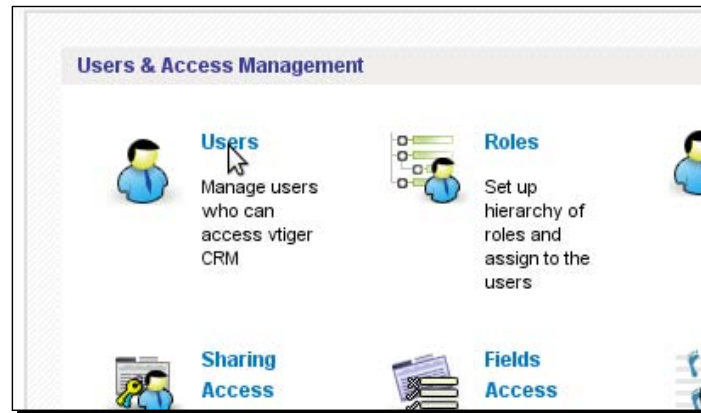 Users & Access Management
Users
Manage users
who can
access vtiger
CRM
Roles
Set up
hierarchy of
roles and
assign to the
users
Sharing
Access
Fields
Access